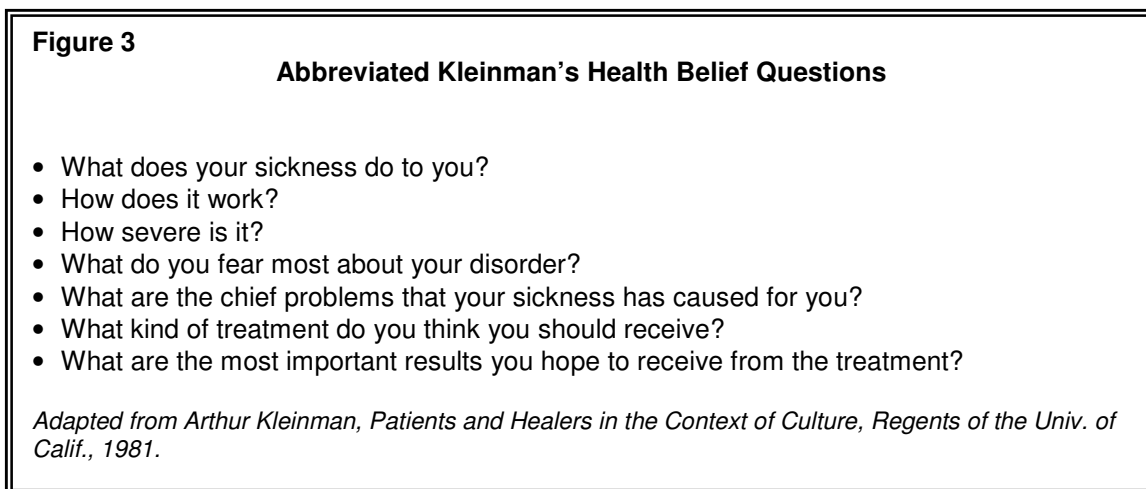 Figure 3
Abbreviated Kleinman's Health Belief Questions
• What does your sickness do to you?
• How does it work?
• How severe is it?
• What do you fear most about your disorder?
• What are the chief problems that your sickness has caused for you?
• What kind of treatment do you think you should receive?
• What are the most important results you hope to receive from the treatment?
Adapted from Arthur Kleinman, Patients and Healers in the Context of Culture, Regents of the Univ. of
Calif., 1981.